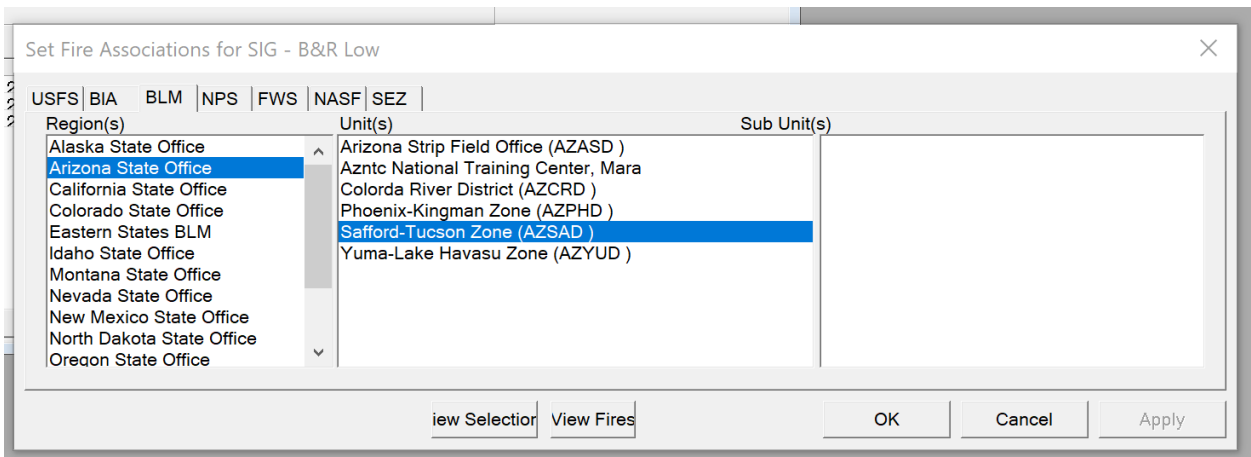 Set Fire Associations for SIG - B&R Low
USFS BIA BLM NPS FWS NASF SEZ
Region(s) Unit(s) Sub Unit(s)
Alaska State Office
Arizona State Office
California State Office
Colorado State Office
Eastern States BLM
Idaho State Office
Montana State Office
Nevada State Office
New Mexico State Office
North Dakota State Office
Oregon State Office
Arizona Strip Field Office (AZASD )
Azntc National Training Center, Mara
Colorda River District (AZCRD )
Phoenix-Kingman Zone (AZPHD )
Safford-Tucson Zone (AZSAD )
Yuma-Lake Havasu Zone (AZYUD )
iew Selection View Fires OK Cancel Apply